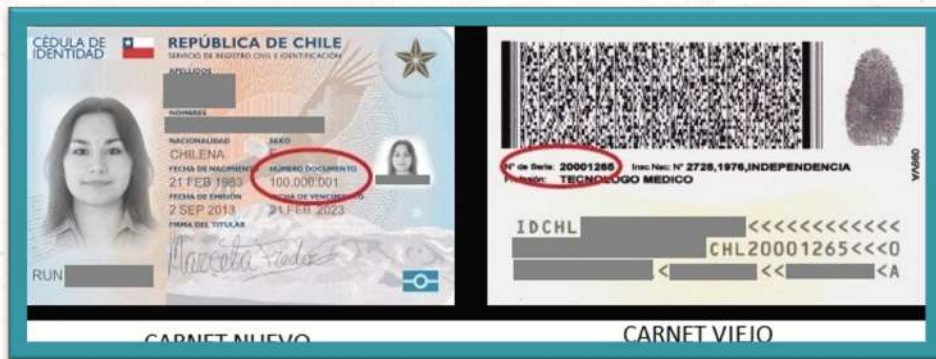 CÉDULA DE IDENTIDAD
REPÚBLICA DE CHILE
SERVICIO DE REGISTRO CIVIL E IDENTIFICACIÓN
APELLIDOS
NOMBRES
NACIONALIDAD SEXO
CHILENA F
FECHA DE NACIMIENTO NÚMERO DOCUMENTO
21 FEB 1983 100.000.001
FECHA DE EMISIÓN FECHA DE VENCIMIENTO
2 SEP 2013 21 FEB 2023
FIRMA DEL TITULAR
RUN
CARNET NUEVO
N° de Serie: 20001265 Insc Nac: N° 2728,1976,INDEPENDENCIA
Profesión: TECNOLOGO MEDICO
IDCHL <<<<<<<<<<<<
CHL20001265<<<0
< << <A
CARNET VIEJO